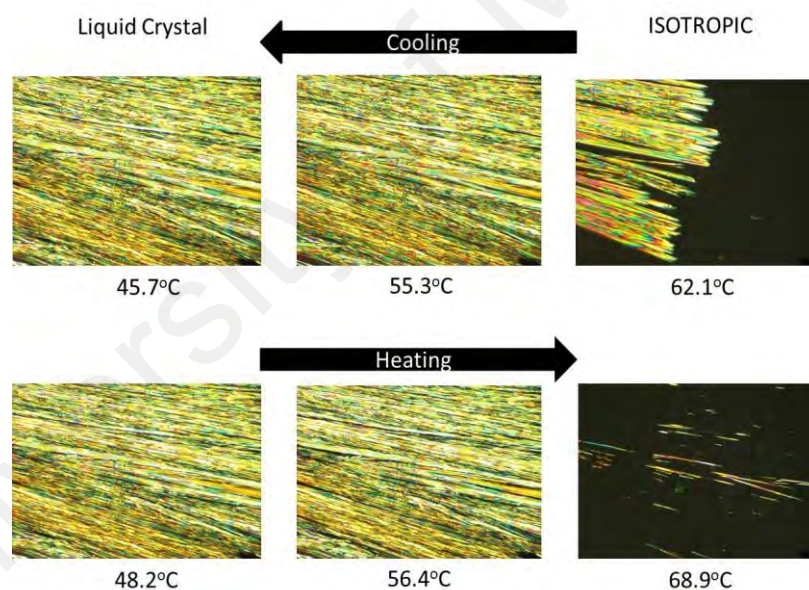 Liquid Crystal
Cooling
ISOTROPIC
45.7°C
55.3°C
62.1°C
Heating
48.2°C
56.4°C
68.9°C